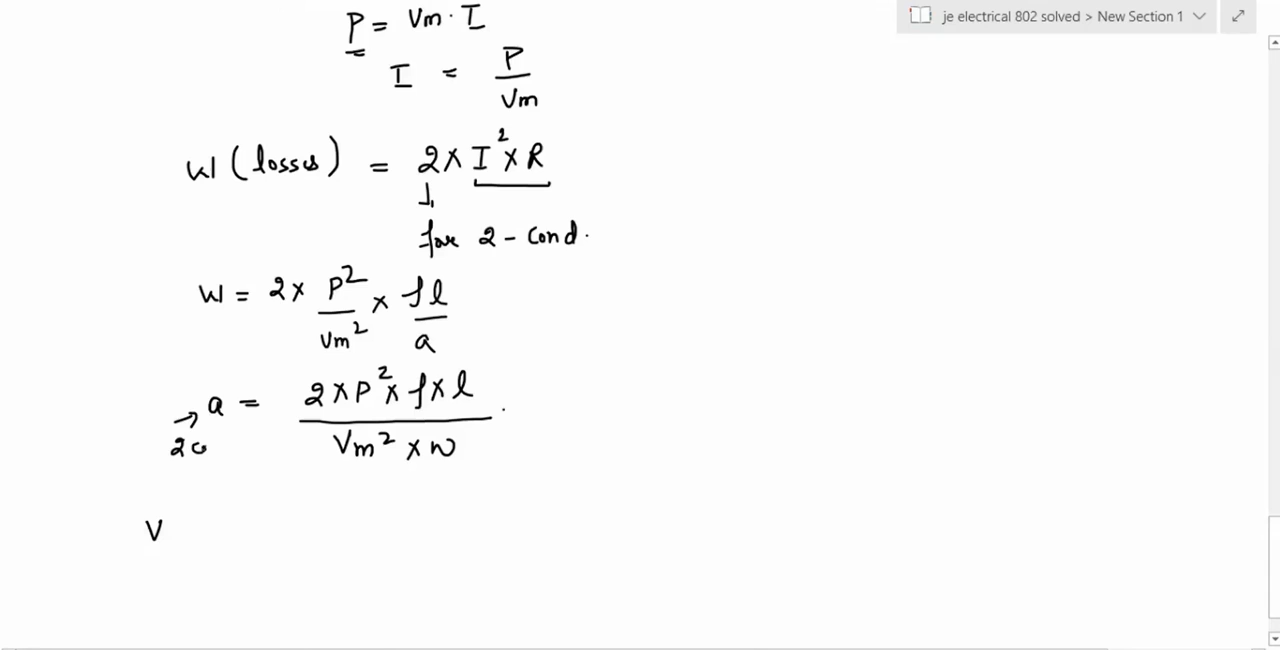 je electrical 802 solved > New Section 1
P = Vm · I
I = P / Vm
W (losses) = 2 × I² × R
for 2 - cond.
W = 2 × P² / Vm² × ρl / a
a = 2 × P² × ρ × l / Vm² × W
V